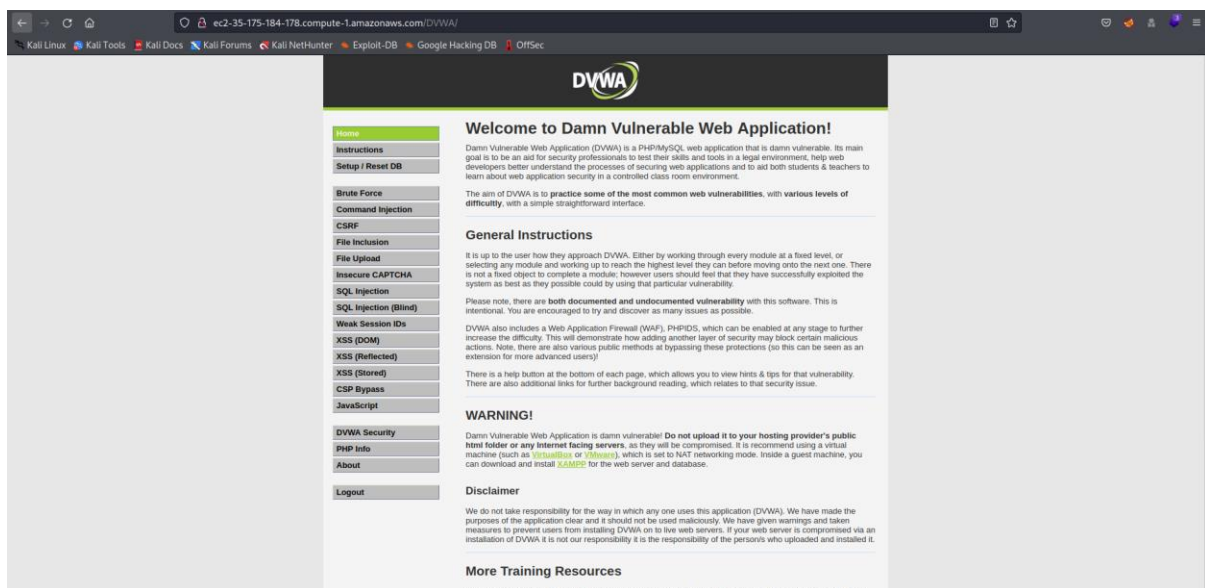 ec2-35-175-184-178.compute-1.amazonaws.com/DVWA/
Kali Linux Kali Tools Kali Docs Kali Forums Kali NetHunter Exploit-DB Google Hacking DB OffSec
DVWA
Home
Instructions
Setup / Reset DB
Brute Force
Command Injection
CSRF
File Inclusion
File Upload
Insecure CAPTCHA
SQL Injection
SQL Injection (Blind)
Weak Session IDs
XSS (DOM)
XSS (Reflected)
XSS (Stored)
CSP Bypass
JavaScript
DVWA Security
PHP Info
About
Logout
Welcome to Damn Vulnerable Web Application!
Damn Vulnerable Web Application (DVWA) is a PHP/MySQL web application that is damn vulnerable. Its main
goal is to be an aid for security professionals to test their skills and tools in a legal environment, help web
developers better understand the processes of securing web applications and to aid both students & teachers to
learn about web application security in a controlled class room environment.
The aim of DVWA is to practice some of the most common web vulnerabilities, with various levels of
difficultly, with a simple straightforward interface.
General Instructions
It is up to the user how they approach DVWA. Either by working through every module at a fixed level, or
selecting any module and working up to reach the highest level they can before moving onto the next one. There
is not a fixed object to complete a module; however users should feel that they have successfully exploited the
system as best as they possible could by using that particular vulnerability.
Please note, there are both documented and undocumented vulnerability with this software. This is
intentional. You are encouraged to try and discover as many issues as possible.
DVWA also includes a Web Application Firewall (WAF), PHPIDS, which can be enabled at any stage to further
increase the difficulty. This will demonstrate how adding another layer of security may block certain malicious
actions. Note, there are also various public methods at bypassing these protections (so this can be seen as an
extension for more advanced users)!
There is a help button at the bottom of each page, which allows you to view hints & tips for that vulnerability.
There are also additional links for further background reading, which relates to that security issue.
WARNING!
Damn Vulnerable Web Application is damn vulnerable! Do not upload it to your hosting provider's public
html folder or any Internet facing servers, as they will be compromised. It is recommend using a virtual
machine (such as VirtualBox or VMware), which is set to NAT networking mode. Inside a guest machine, you
can download and install XAMPP for the web server and database.
Disclaimer
We do not take responsibility for the way in which any one uses this application (DVWA). We have made the
purposes of the application clear and it should not be used maliciously. We have given warnings and taken
measures to prevent users from installing DVWA on to live web servers. If your web server is compromised via an
installation of DVWA it is not our responsibility it is the responsibility of the person/s who uploaded and installed it.
More Training Resources